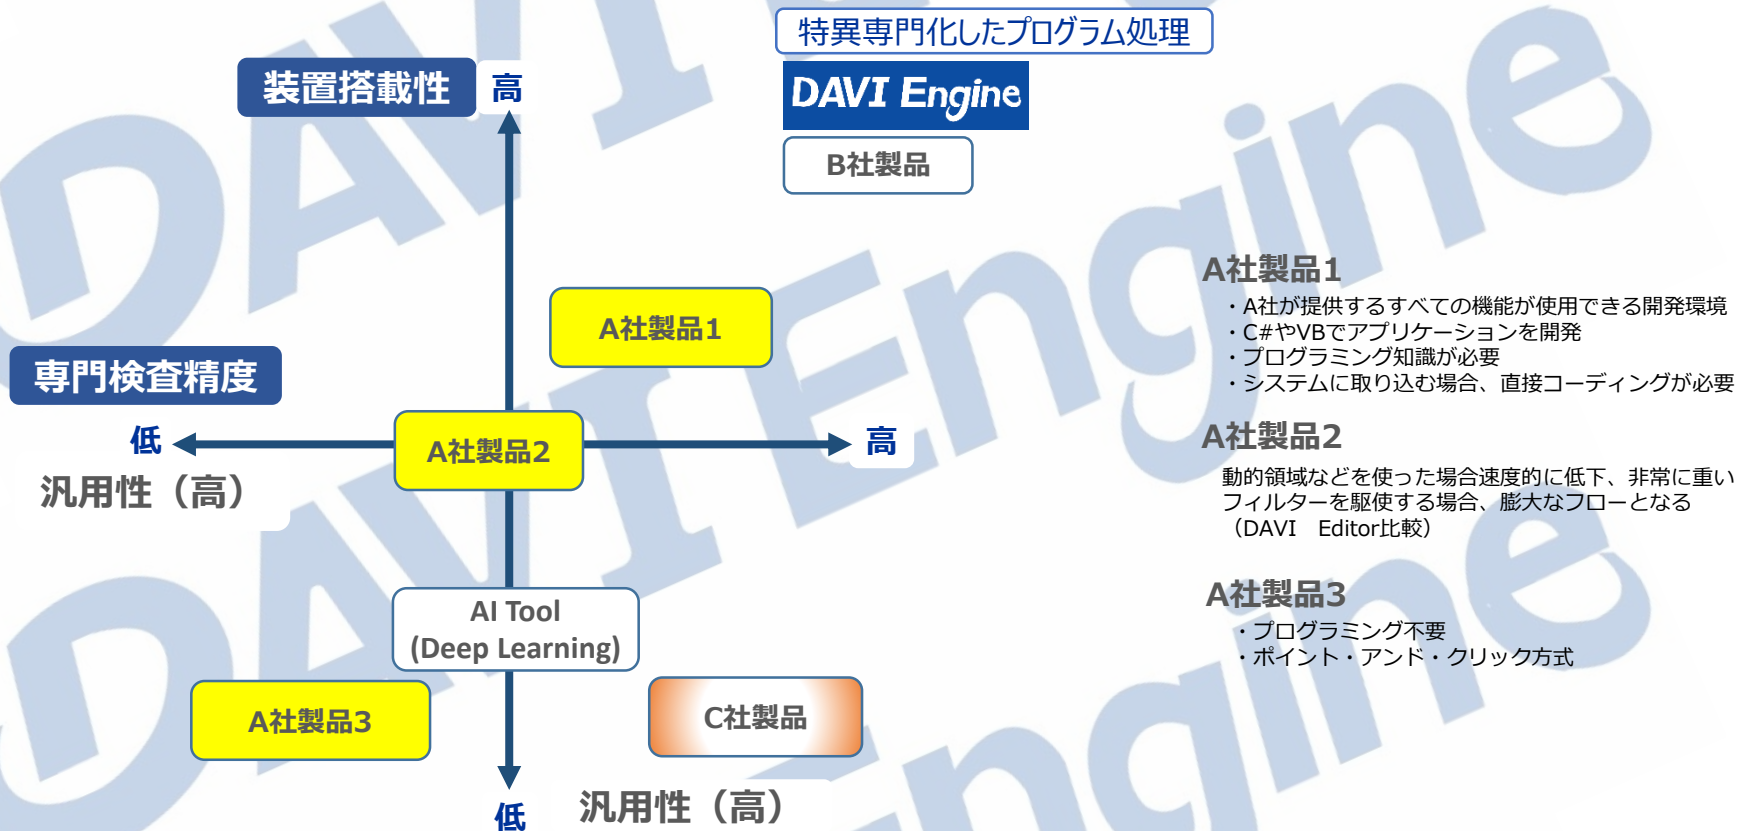 特異専門化したプログラム処理
装置搭載性
高
DAVI Engine
B社製品
A社製品1
専門検査精度
低
A社製品2
高
汎用性（高）
AI Tool
(Deep Learning)
A社製品3
C社製品
低
汎用性（高）
A社製品1
・A社が提供するすべての機能が使用できる開発環境
・C#やVBでアプリケーションを開発
・プログラミング知識が必要
・システムに取り込む場合、直接コーディングが必要
A社製品2
動的領域などを使った場合速度的に低下、非常に重い
フィルターを駆使する場合、膨大なフローとなる
（DAVI　Editor比較）
A社製品3
・プログラミング不要
・ポイント・アンド・クリック方式
DAVI Engine
DAVI Engine